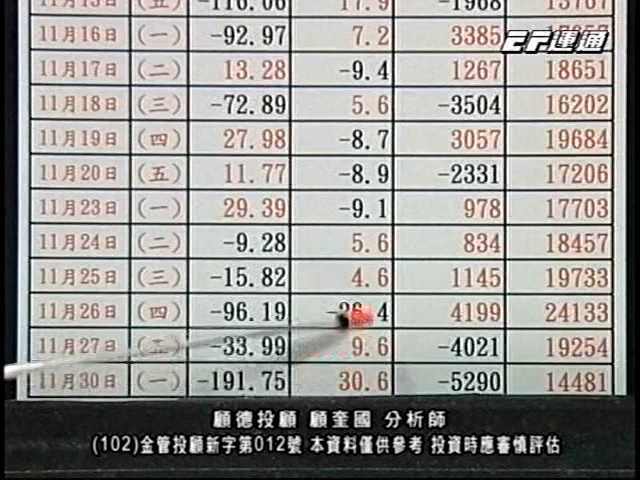 11月16日 (一) -92.97 7.2 3385
EF運通
11月17日 (二) 13.28 -9.4 1267 18651
11月18日 (三) -72.89 5.6 -3504 16202
11月19日 (四) 27.98 -8.7 3057 19684
11月20日 (五) 11.77 -8.9 -2331 17206
11月23日 (一) 29.39 -9.1 978 17703
11月24日 (二) -9.28 5.6 834 18457
11月25日 (三) -15.82 4.6 1145 19733
11月26日 (四) -96.19 4199 24133
11月27日 (五) -33.99 9.6 -4021 19254
11月30日 (一) -191.75 30.6 -5290 14481
顧德投顧 顧奎國 分析師
(102)金管投顧新字第012號 本資料僅供參考 投資時應審慎評估